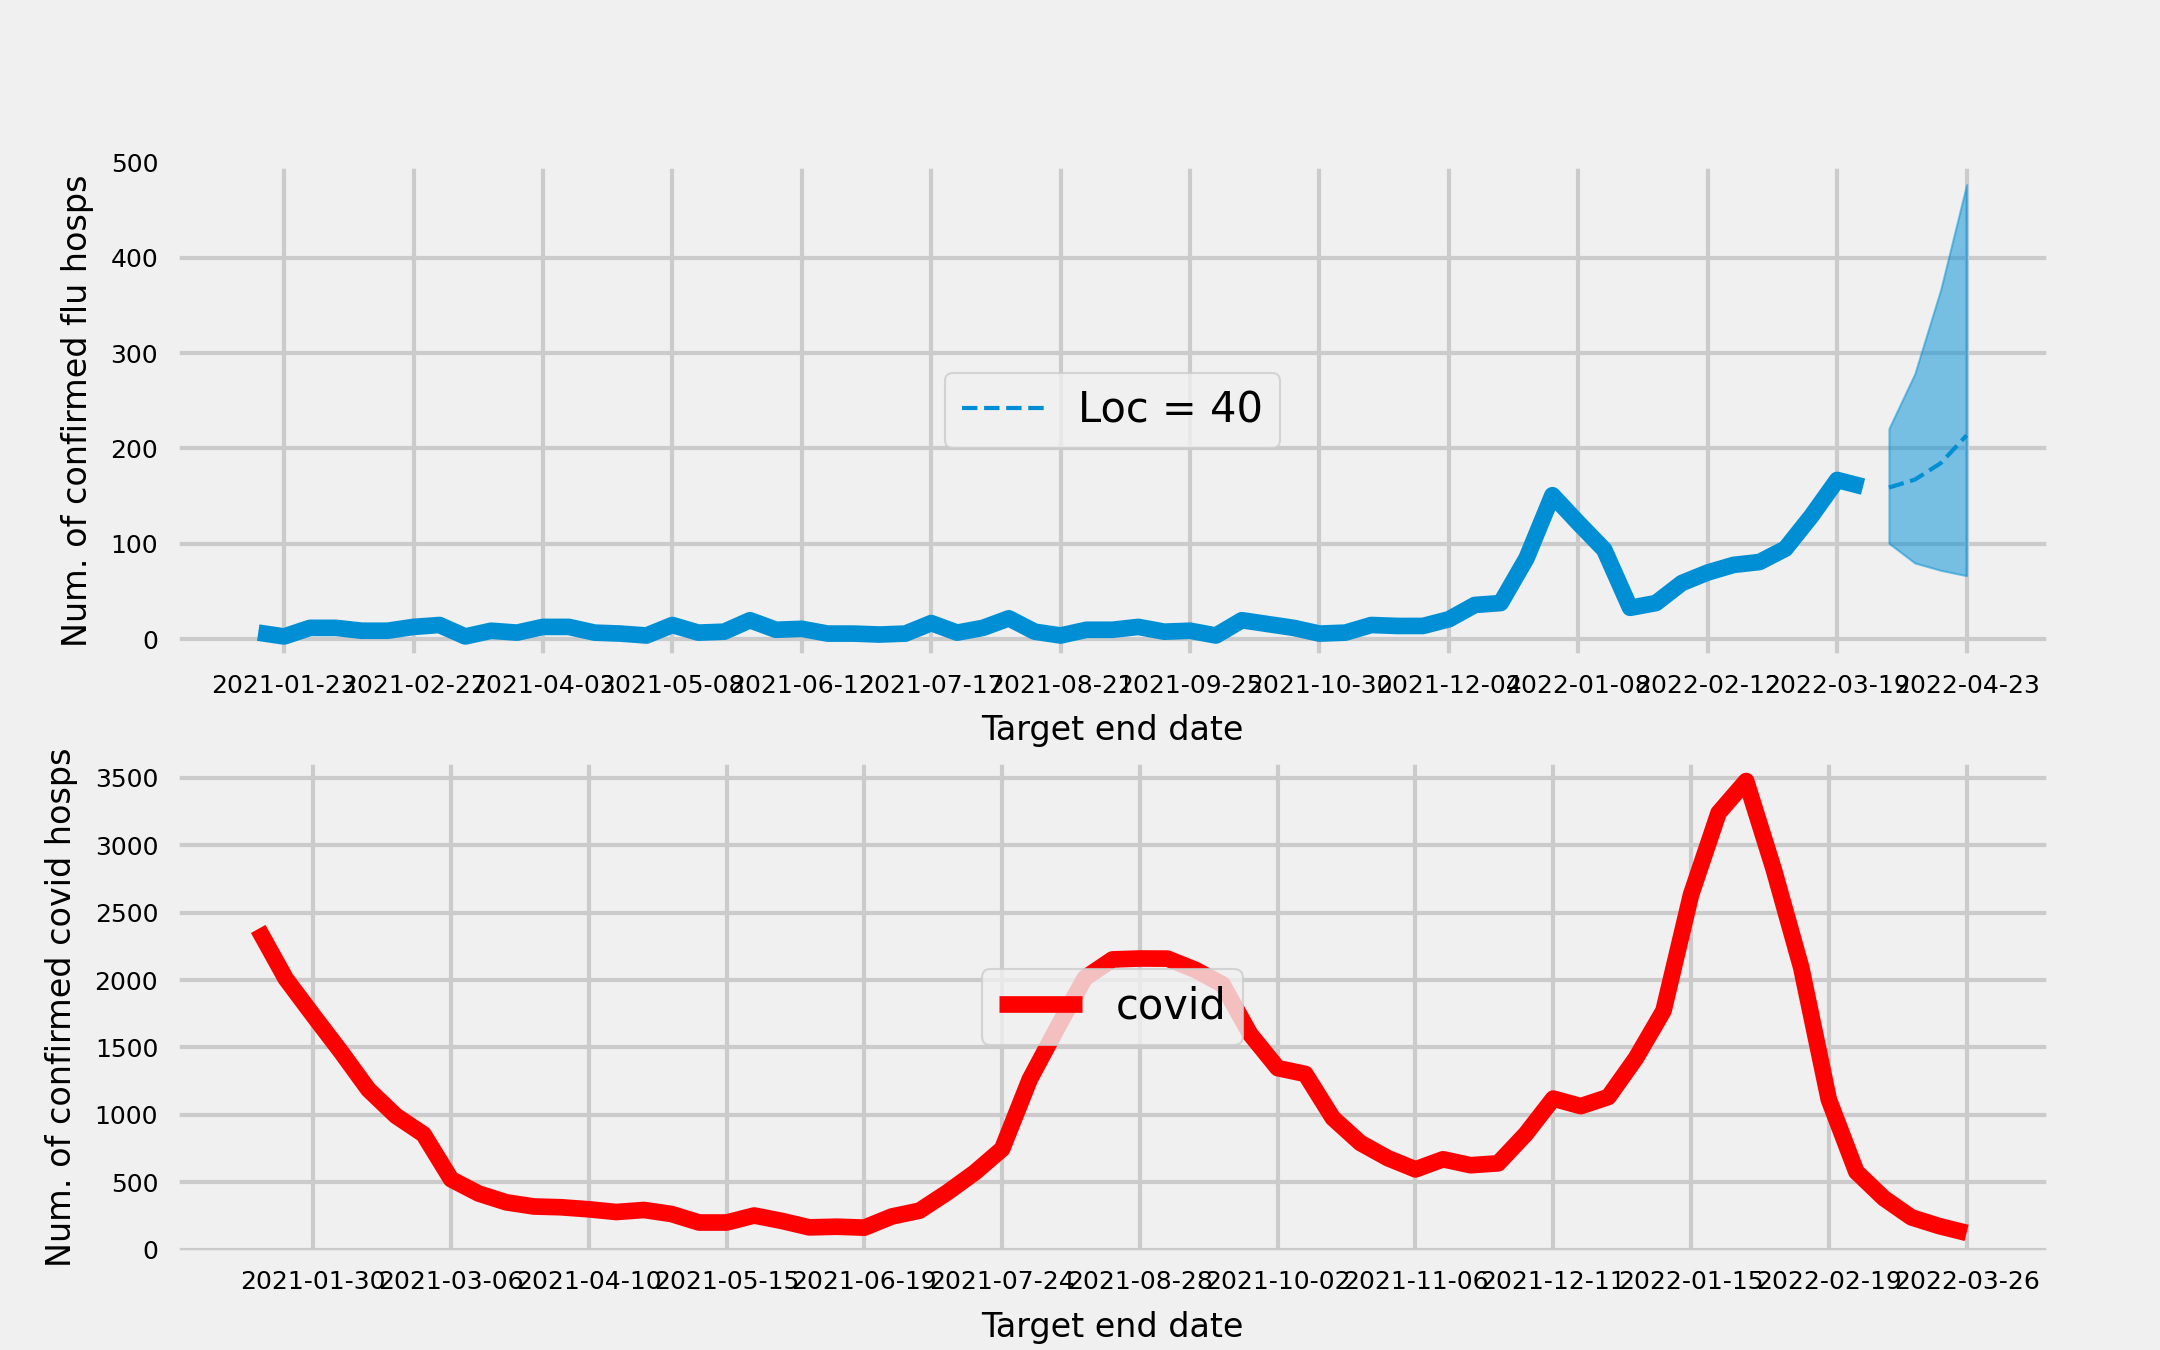 500
400
300
200
100
0
Num. of confirmed flu hosps
Loc = 40
2021-01-23 2021-02-27 2021-04-03 2021-05-08 2021-06-12 2021-07-17 2021-08-21 2021-09-25 2021-10-30 2021-12-04 2022-01-08 2022-02-12 2022-03-19 2022-04-23
Target end date
3500
3000
2500
2000
1500
1000
500
0
Num. of confirmed covid hosps
covid
2021-01-30 2021-03-06 2021-04-10 2021-05-15 2021-06-19 2021-07-24 2021-08-28 2021-10-02 2021-11-06 2021-12-11 2022-01-15 2022-02-19 2022-03-26
Target end date